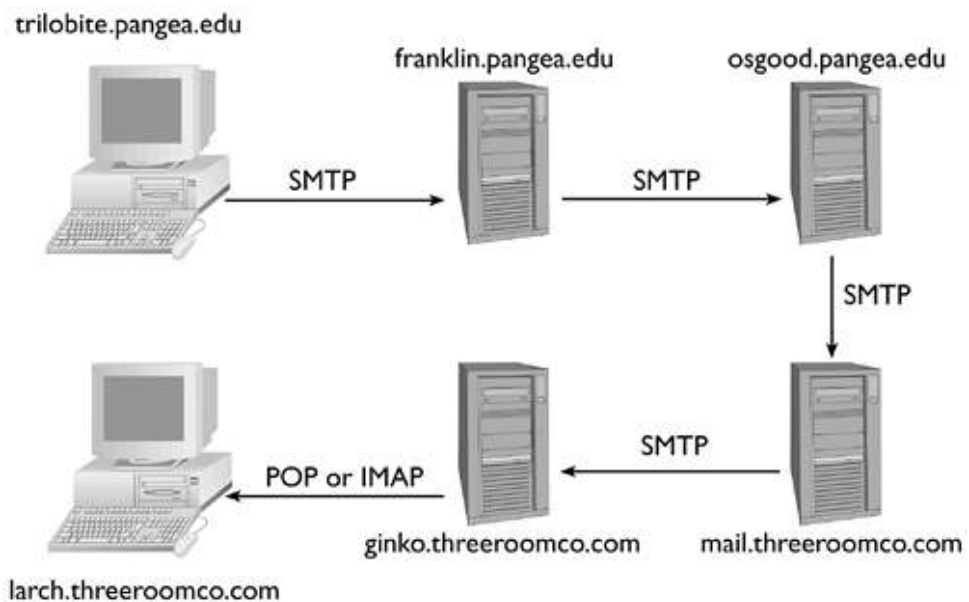 trilobite.pangea.edu
franklin.pangea.edu
osgood.pangea.edu
SMTP
SMTP
SMTP
SMTP
POP or IMAP
ginko.threeroomco.com
mail.threeroomco.com
larch.threeroomco.com